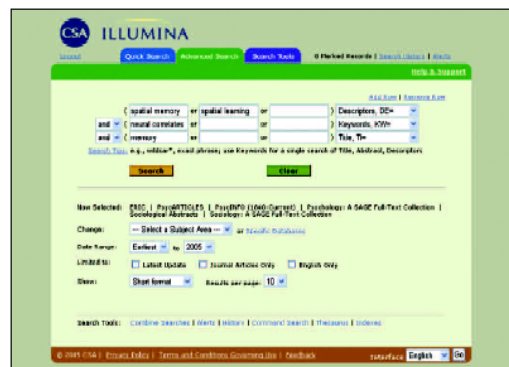 CSA ILLUMINA
Logout Quick Search Advanced Search Search Tools 0 Marked Records | Search History | Alerts
Help & Support
Add Row | Remove Row
( spatial memory or spatial learning or ) Descriptors, DE=
and ( neural correlates or or ) Keywords, KW=
and ( memory or or ) Title, TI=
Search Tips: e.g., wildcar*, exact phrase; use Keywords for a single search of Title, Abstract, Descriptors
Search Clear
Now Selected: ERIC | PsycARTICLES | PsycINFO (1840-Current) | Psychology: A SAGE Full-Text Collection |
Sociological Abstracts | Sociology: A SAGE Full-Text Collection
Change: -- Select a Subject Area -- or Specific Databases
Date Range: Earliest to 2005
Limited to: Latest Update Journal Articles Only English Only
Show: Short format Results per page: 10
Search Tools: Combine Searches | Alerts | History | Command Search | Thesaurus | Indexes
© 2005 CSA | Privacy Policy | Terms and Conditions Governing Use | Feedback Interface English Go